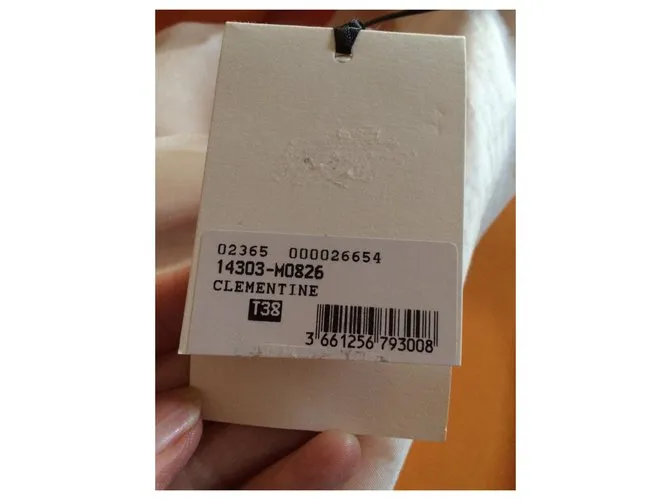 02365 000026654
14303-M0826
CLEMENTINE
T38
3 661256 793008